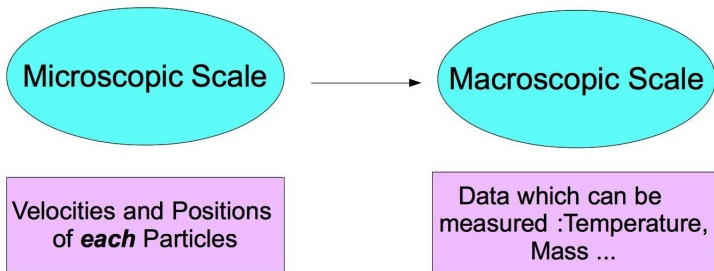 Microscopic Scale
Macroscopic Scale
Velocities and Positions
of each Particles
Data which can be
measured :Temperature,
Mass ...